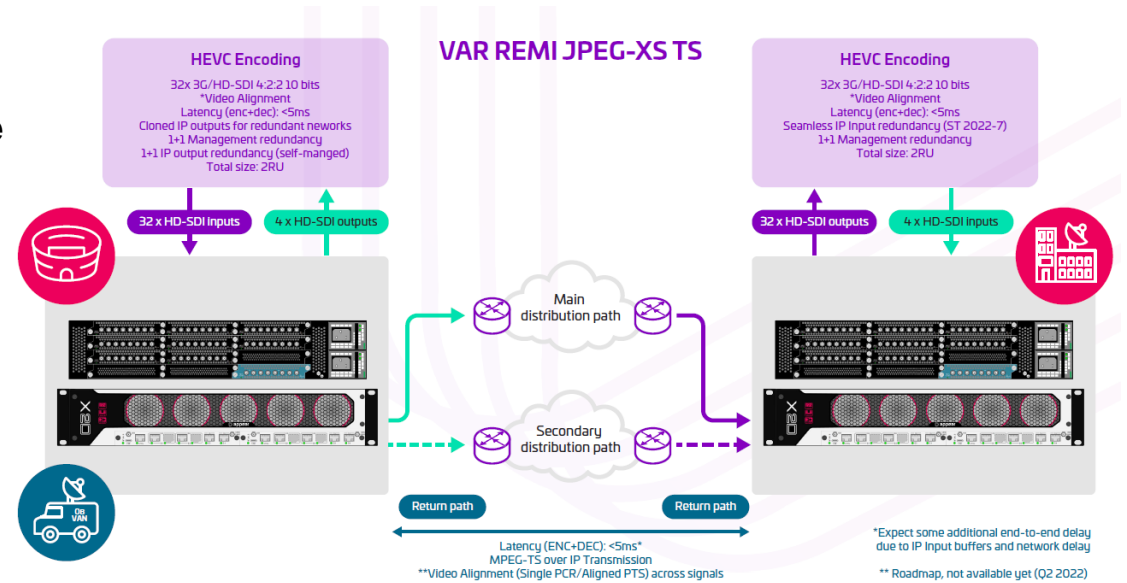 e
VAR REMI JPEG-XS TS
HEVC Encoding
32x 3G/HD-SDI 4:2:2 10 bits
*Video Alignment
Latency (enc+dec): <5ms
Cloned IP outputs for redundant neworks
1+1 Management redundancy
1+1 IP output redundancy (self-manged)
Total size: 2RU
HEVC Encoding
32x 3G/HD-SDI 4:2:2 10 bits
*Video Alignment
Latency (enc+dec): <5ms
Seamless IP Input redundancy (ST 2022-7)
1+1 Management redundancy
Total size: 2RU
32 x HD-SDI inputs
4 x HD-SDI outputs
32 x HD-SDI outputs
4 x HD-SDI inputs
Main
distribution path
Secondary
distribution path
X20
appear
X20
appear
OB
VAN
Return path
Return path
Latency (ENC+DEC): <5ms*
MPEG-TS over IP Transmission
**Video Alignment (Single PCR/Aligned PTS) across signals
*Expect some additional end-to-end delay
due to IP Input buffers and network delay
** Roadmap, not available yet (Q2 2022)